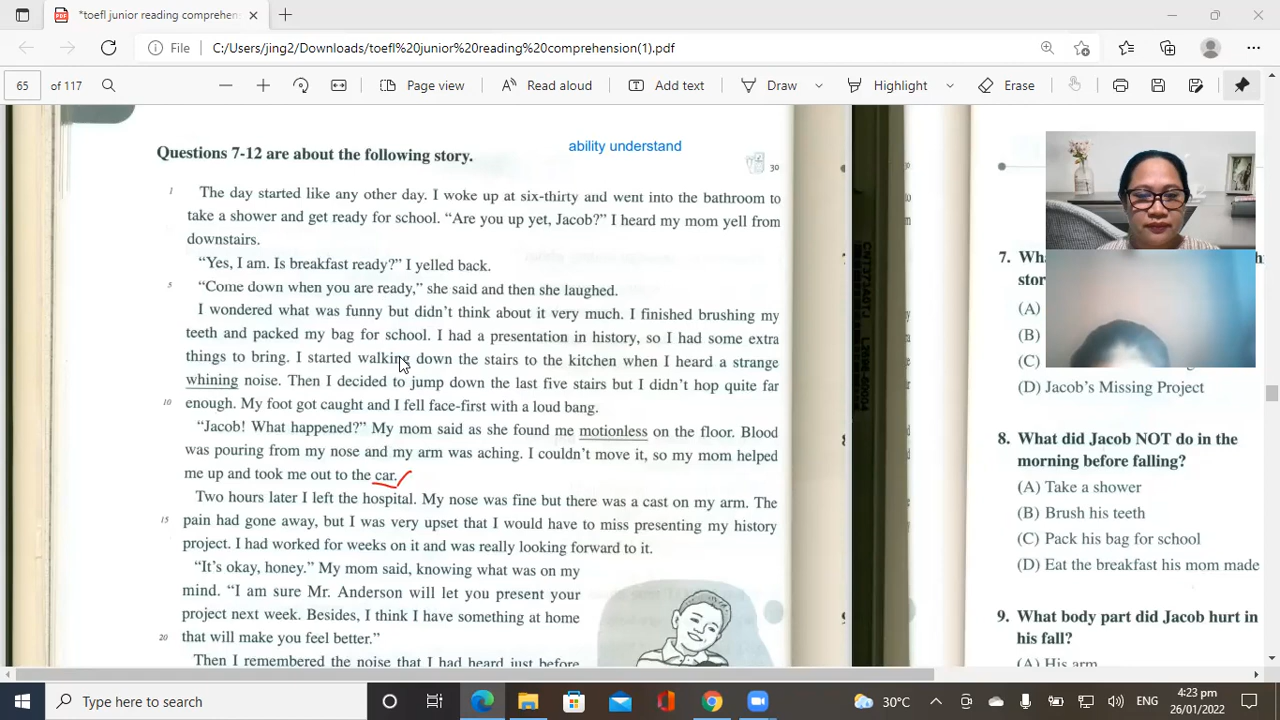 *toefl junior reading comprehens
File
C:/Users/jing2/Downloads/toefl%20junior%20reading%20comprehension(1).pdf
65 of 117
Page view
Read aloud
Add text
Draw
Highlight
Erase
ability understand
Questions 7-12 are about the following story.
30
1 The day started like any other day. I woke up at six-thirty and went into the bathroom to
take a shower and get ready for school. “Are you up yet, Jacob?” I heard my mom yell from
downstairs.
“Yes, I am. Is breakfast ready?” I yelled back.
5 “Come down when you are ready,” she said and then she laughed.
I wondered what was funny but didn’t think about it very much. I finished brushing my
teeth and packed my bag for school. I had a presentation in history, so I had some extra
things to bring. I started walking down the stairs to the kitchen when I heard a strange
whining noise. Then I decided to jump down the last five stairs but I didn’t hop quite far
10 enough. My foot got caught and I fell face-first with a loud bang.
“Jacob! What happened?” My mom said as she found me motionless on the floor. Blood
was pouring from my nose and my arm was aching. I couldn’t move it, so my mom helped
me up and took me out to the car.
Two hours later I left the hospital. My nose was fine but there was a cast on my arm. The
15 pain had gone away, but I was very upset that I would have to miss presenting my history
project. I had worked for weeks on it and was really looking forward to it.
“It’s okay, honey.” My mom said, knowing what was on my
mind. “I am sure Mr. Anderson will let you present your
project next week. Besides, I think I have something at home
20 that will make you feel better.”
Then I remembered the noise that I had heard just before
7. Wh
stor
(A)
(B)
(C)
(D) Jacob’s Missing Project
8. What did Jacob NOT do in the
morning before falling?
(A) Take a shower
(B) Brush his teeth
(C) Pack his bag for school
(D) Eat the breakfast his mom made
9. What body part did Jacob hurt in
his fall?
(A) His arm
Type here to search
30°C
ENG
4:23 pm
26/01/2022